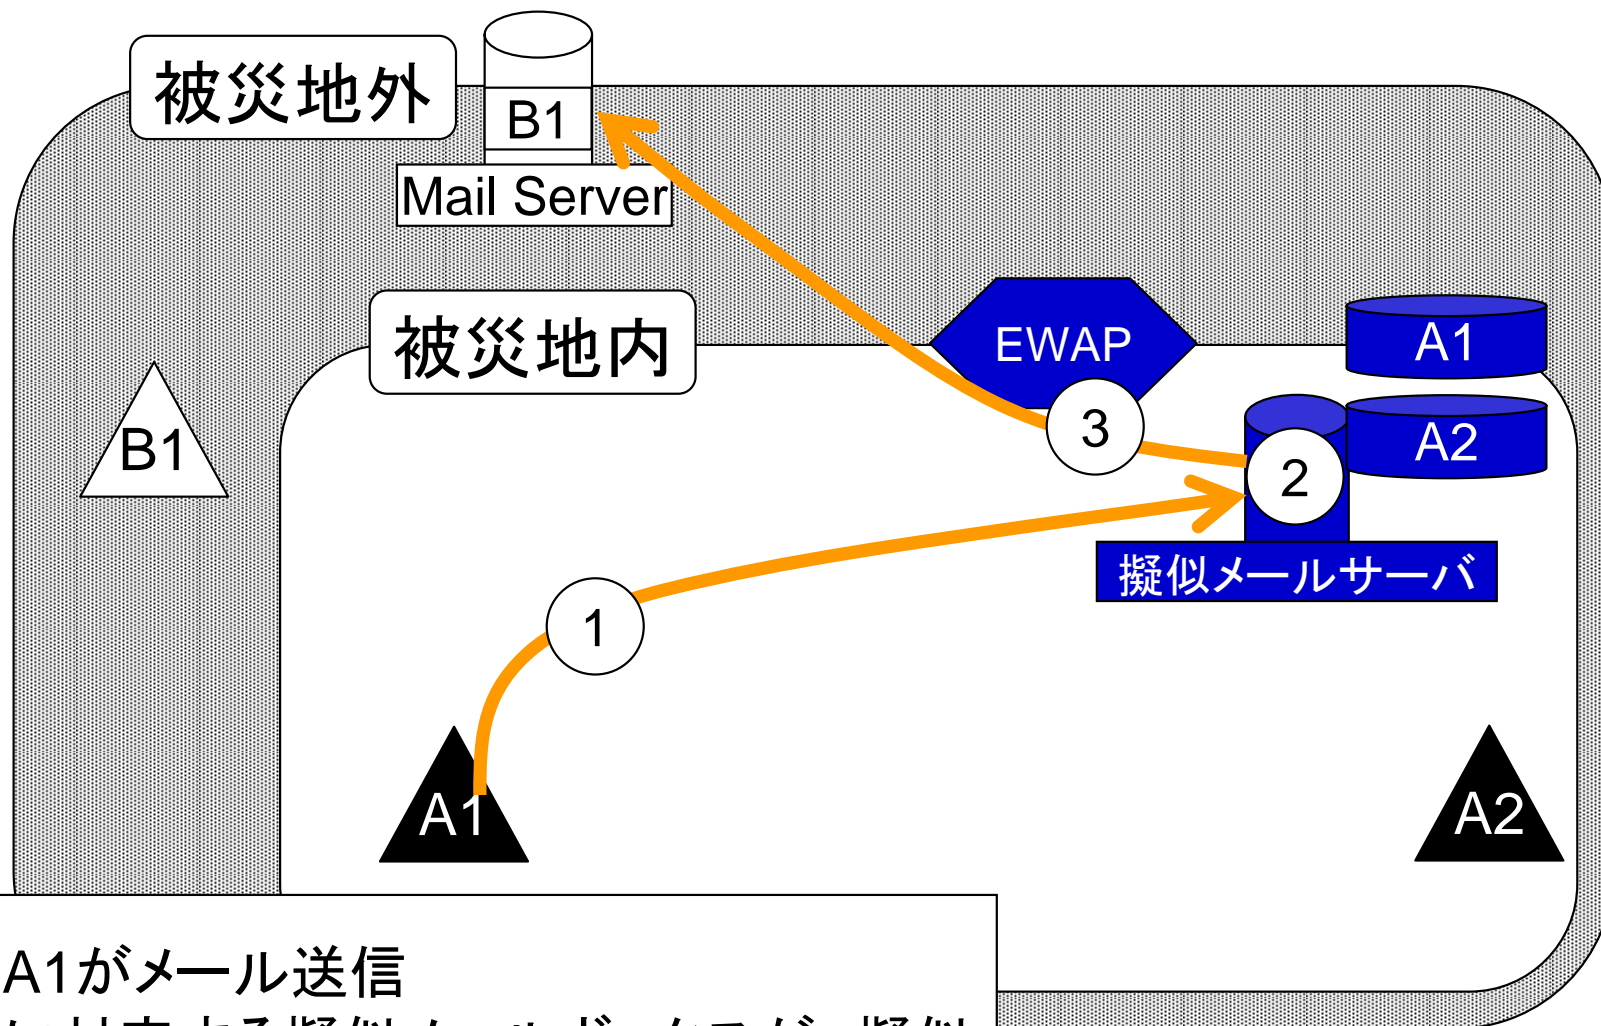 被災地外
B1
Mail Server
被災地内
EWAP
A1
A2
B1
3
2
擬似メールサーバ
1
A1
A2
A1がメール送信